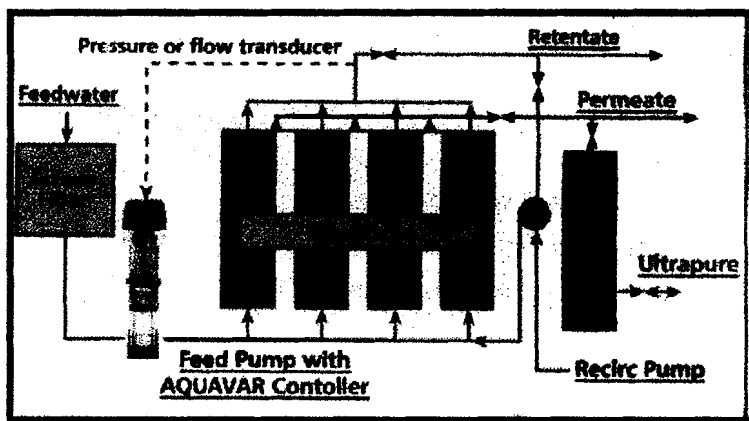 Pressure or flow transducer
Retentate
Feedwater
Permeate
Ultrapure
Feed Pump with
AQUAVAR Contoller
Recirc Pump